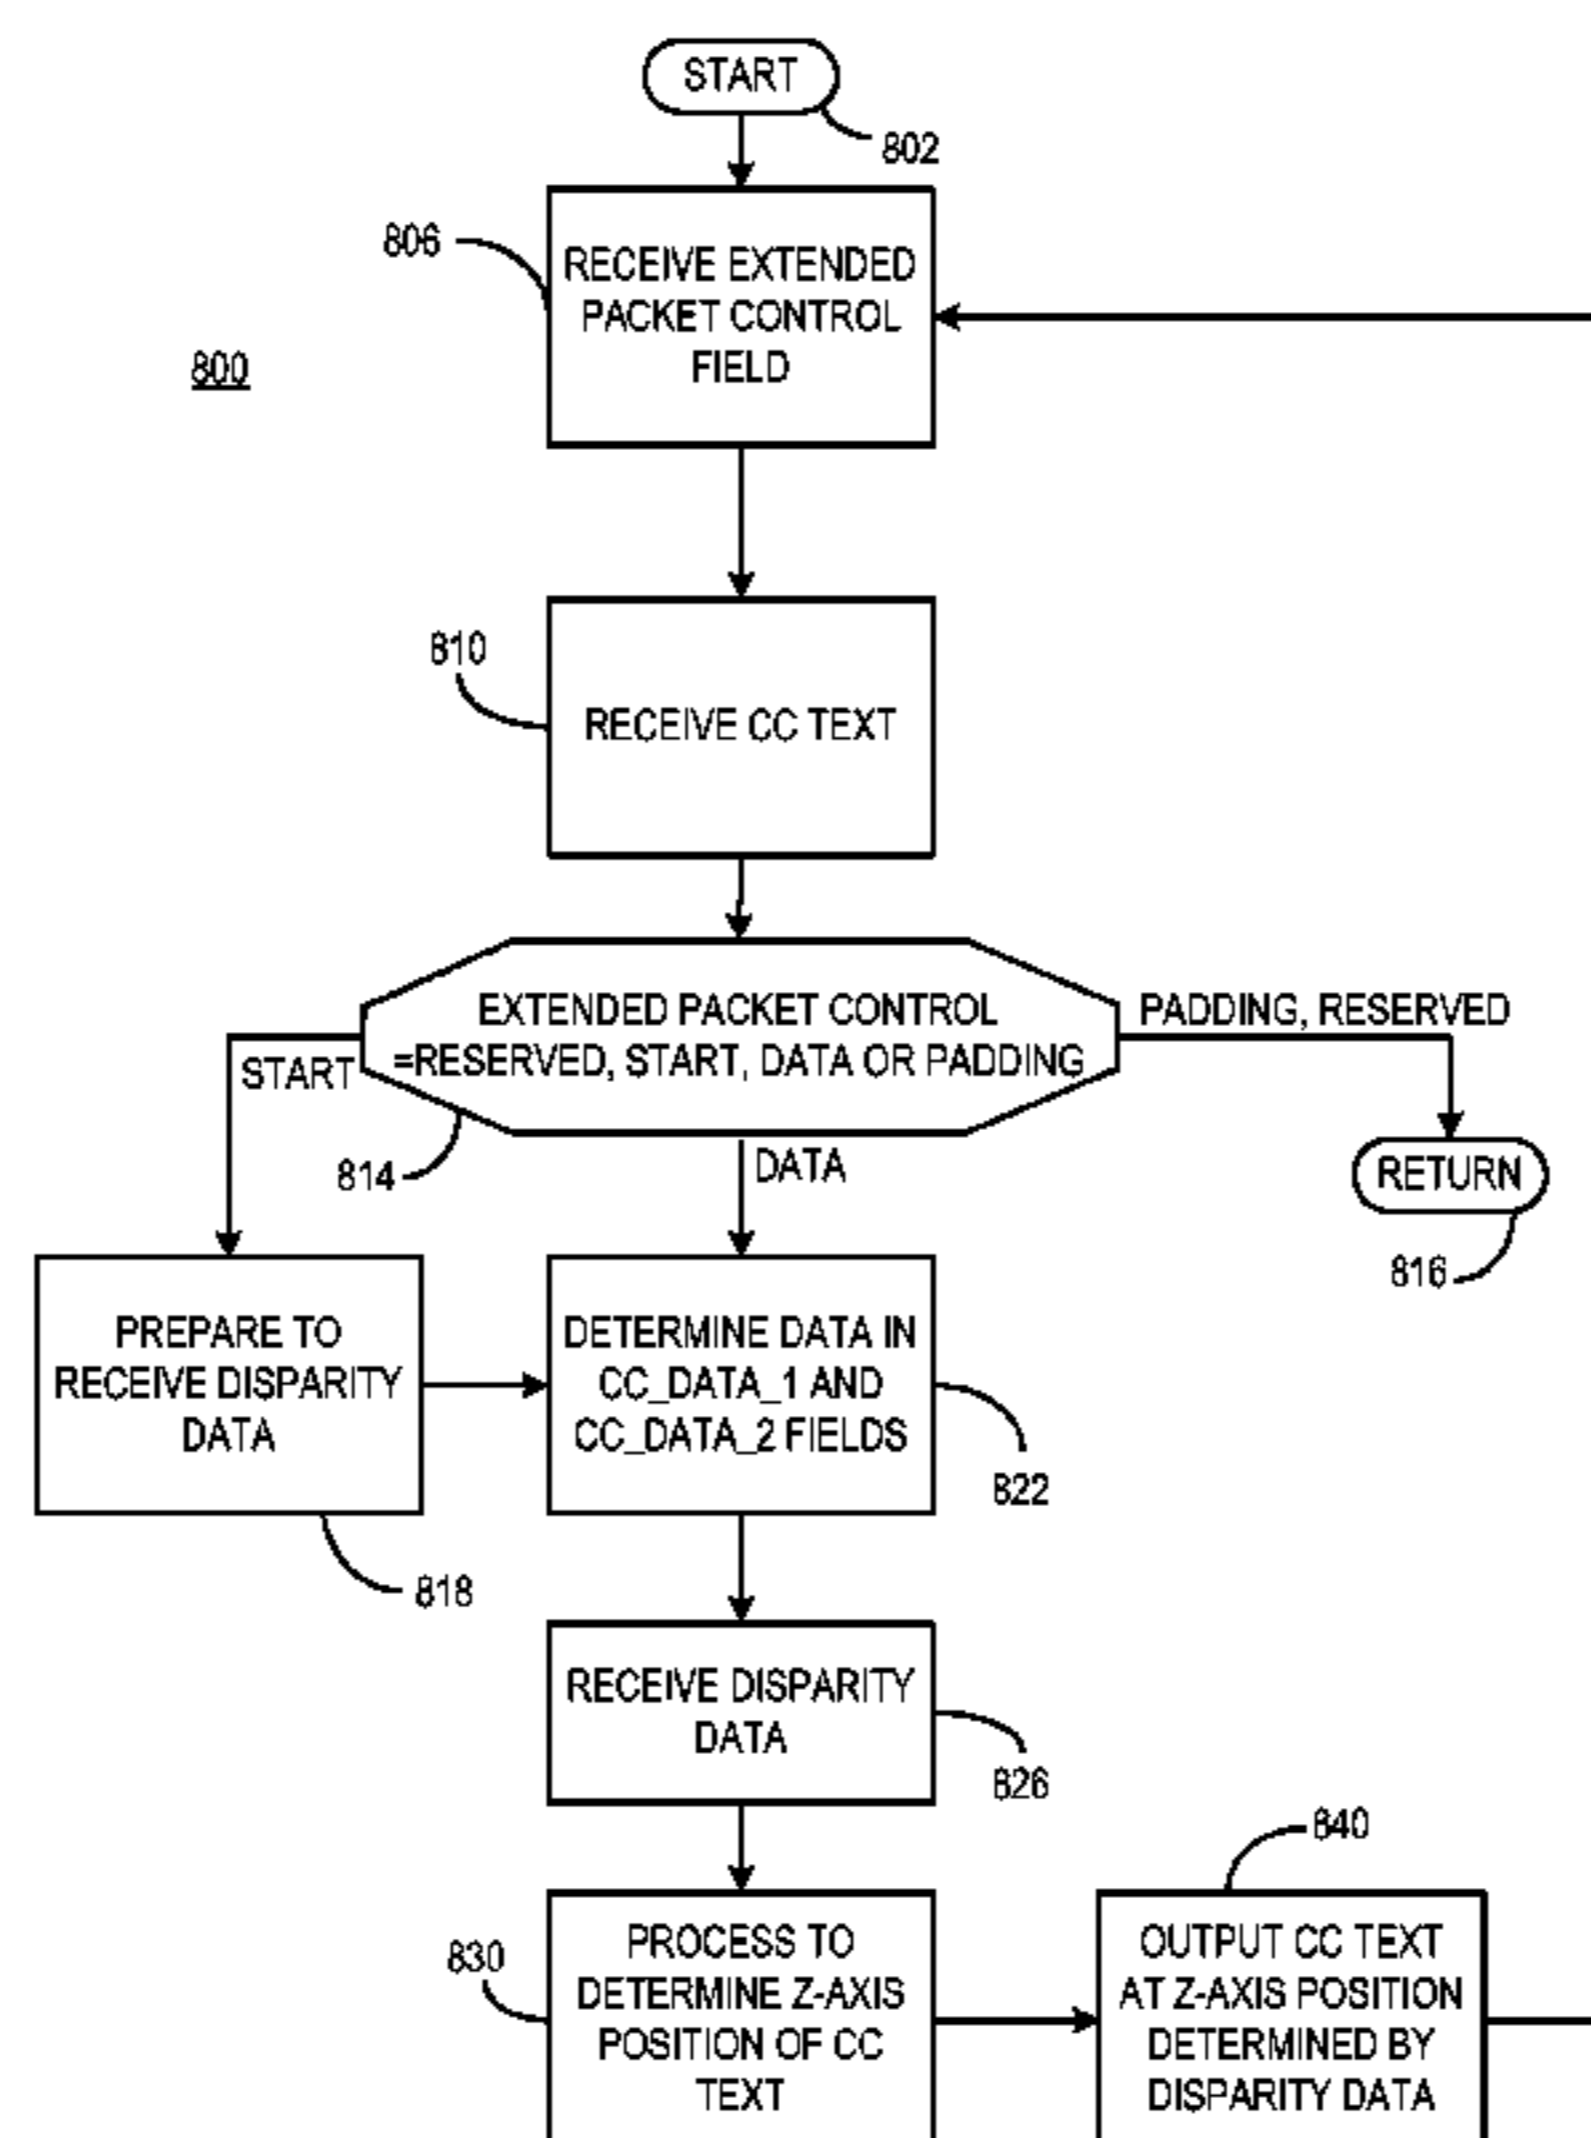 START
802
806
RECEIVE EXTENDED
PACKET CONTROL
FIELD
800
810
RECEIVE CC TEXT
EXTENDED PACKET CONTROL
=RESERVED, START, DATA OR PADDING
PADDING, RESERVED
START
814
DATA
RETURN
816
PREPARE TO
RECEIVE DISPARITY
DATA
DETERMINE DATA IN
CC_DATA_1 AND
CC_DATA_2 FIELDS
822
818
RECEIVE DISPARITY
DATA
826
840
830
PROCESS TO
DETERMINE Z-AXIS
POSITION OF CC
TEXT
OUTPUT CC TEXT
AT Z-AXIS POSITION
DETERMINED BY
DISPARITY DATA